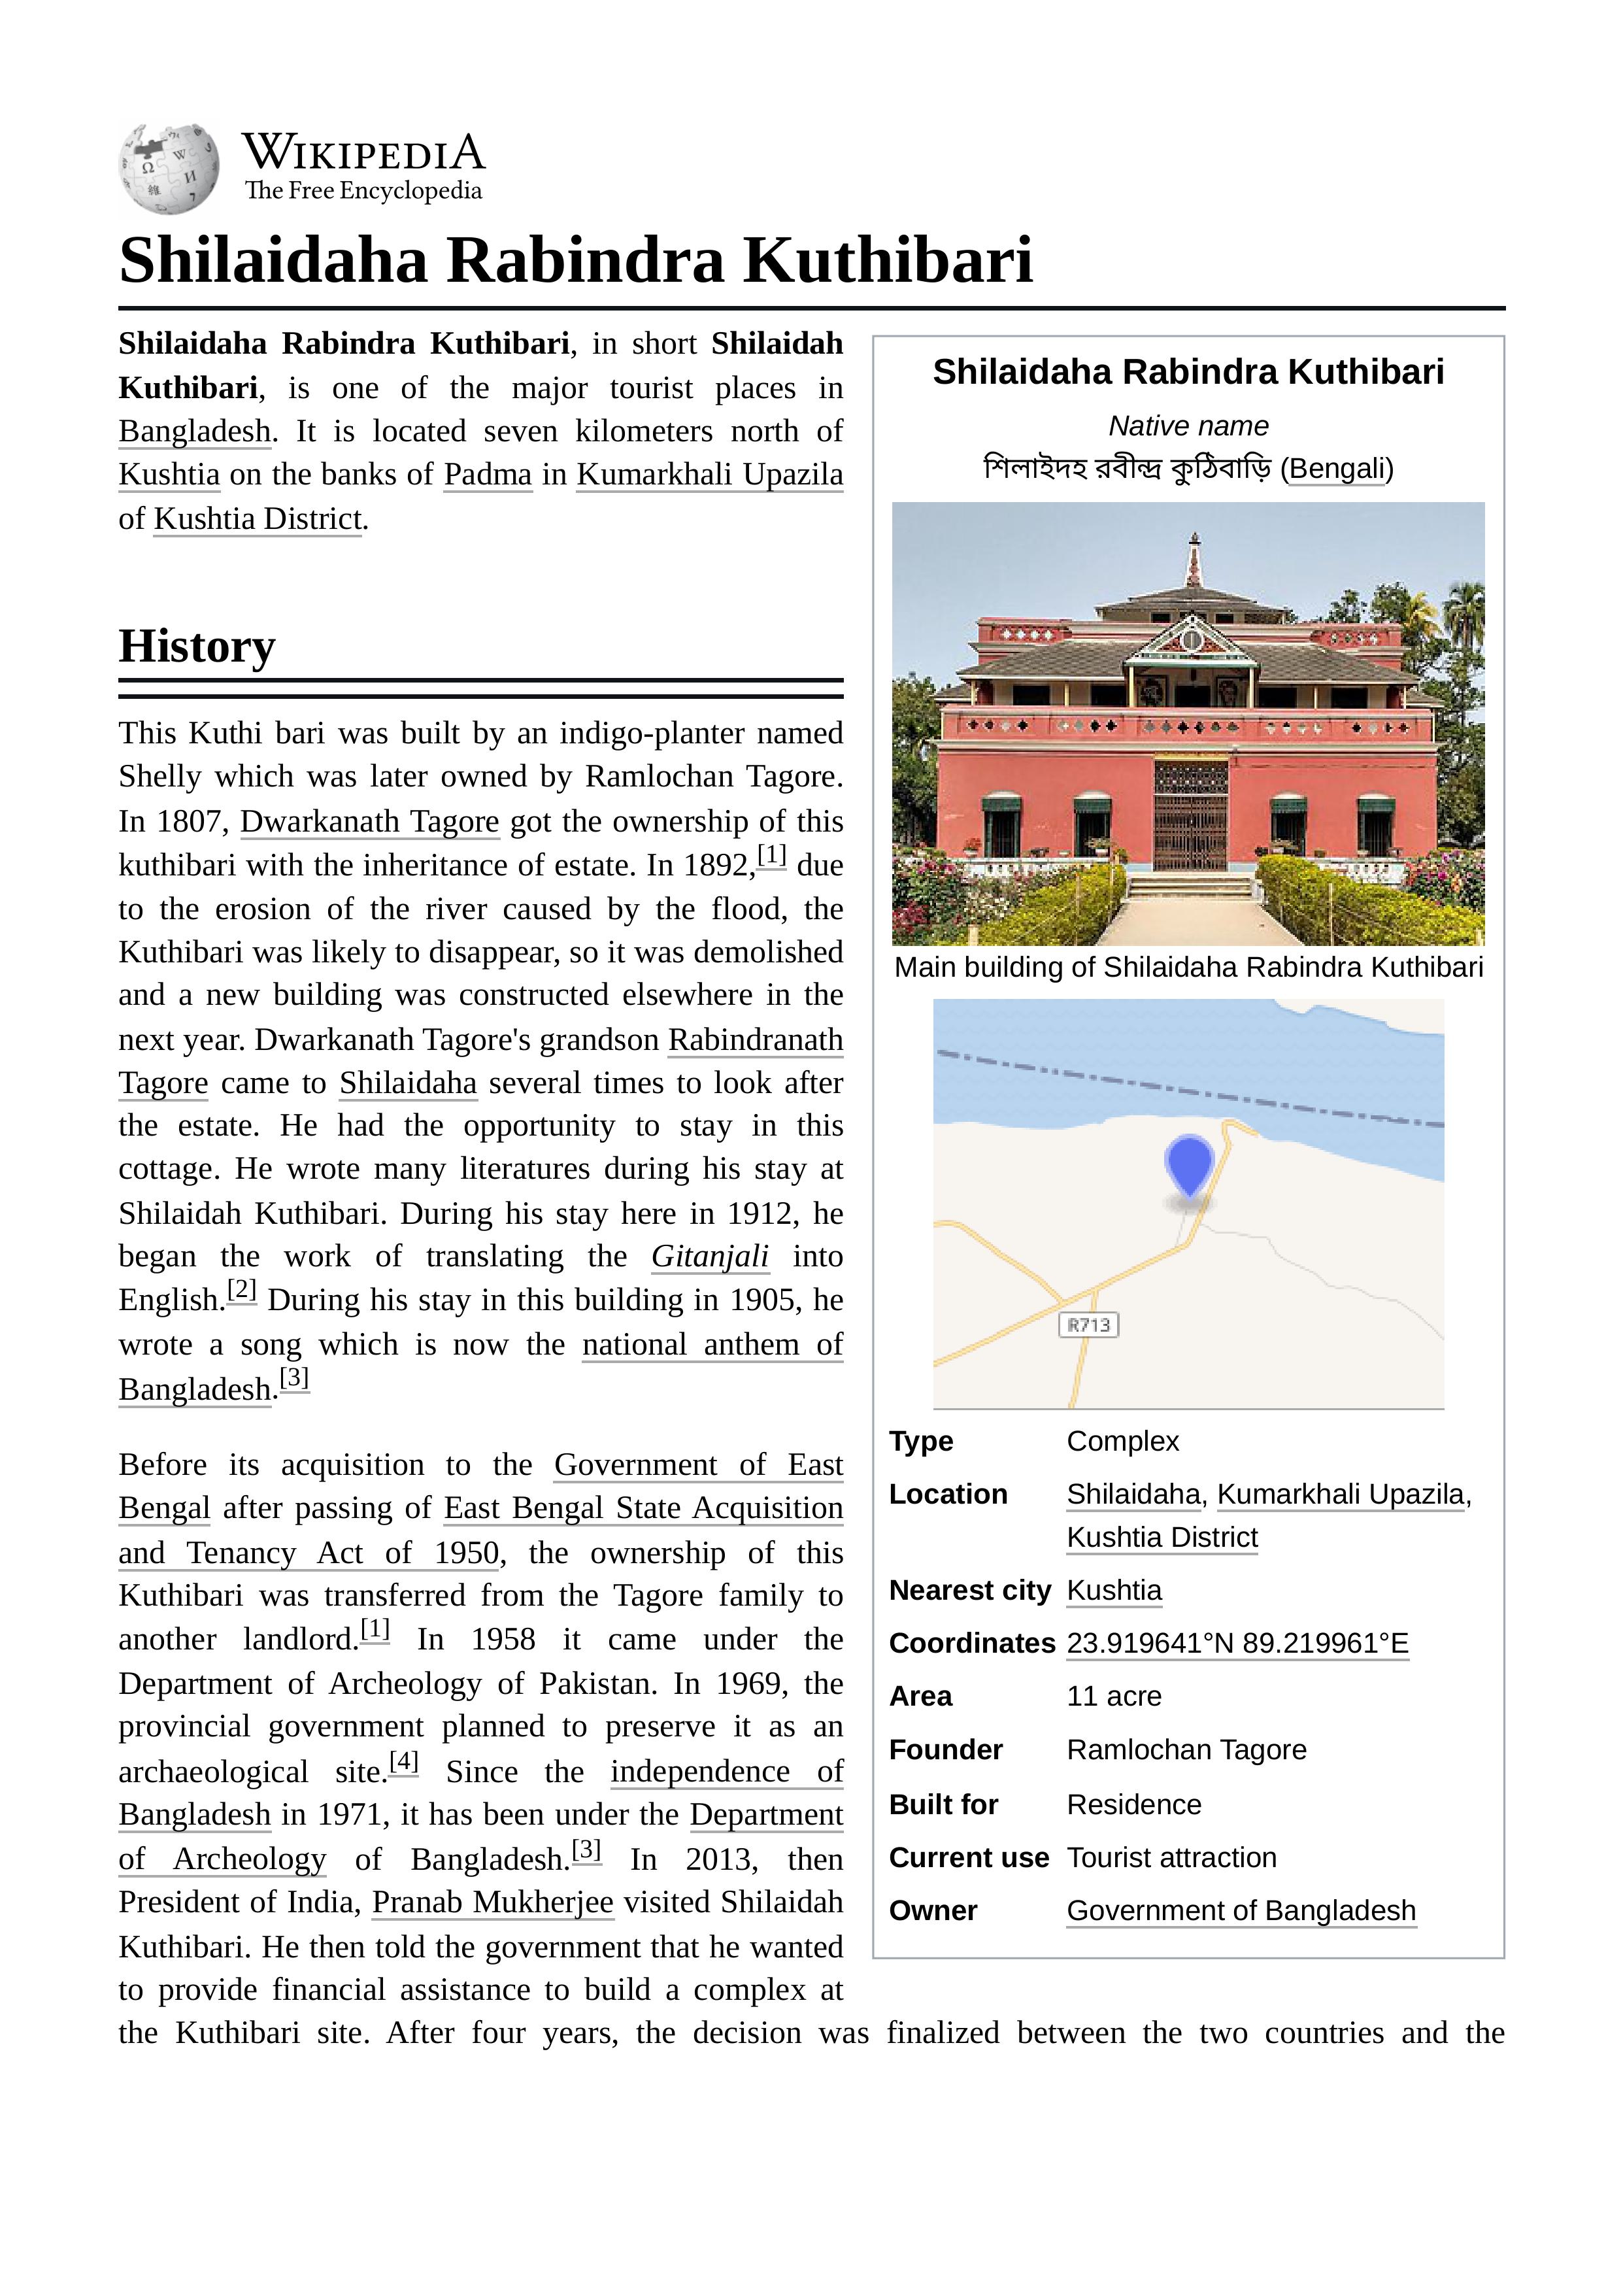 WIKIPEDIA
The Free Encyclopedia
Shilaidaha Rabindra Kuthibari
Shilaidaha Rabindra Kuthibari, in short Shilaidah
Kuthibari, is one of the major tourist places in
Bangladesh. It is located seven kilometers north of
Kushtia on the banks of Padma in Kumarkhali Upazila
of Kushtia District.
History
This Kuthi bari was built by an indigo-planter named
Shelly which was later owned by Ramlochan Tagore.
In 1807, Dwarkanath Tagore got the ownership of this
kuthibari with the inheritance of estate. In 1892,[1] due
to the erosion of the river caused by the flood, the
Kuthibari was likely to disappear, so it was demolished
and a new building was constructed elsewhere in the
next year. Dwarkanath Tagore's grandson Rabindranath
Tagore came to Shilaidaha several times to look after
the estate. He had the opportunity to stay in this
cottage. He wrote many literatures during his stay at
Shilaidah Kuthibari. During his stay here in 1912, he
began the work of translating the Gitanjali into
English.[2] During his stay in this building in 1905, he
wrote a song which is now the national anthem of
Bangladesh.[3]
Before its acquisition to the Government of East
Bengal after passing of East Bengal State Acquisition
and Tenancy Act of 1950, the ownership of this
Kuthibari was transferred from the Tagore family to
another landlord.[1] In 1958 it came under the
Department of Archeology of Pakistan. In 1969, the
provincial government planned to preserve it as an
archaeological site.[4] Since the independence of
Bangladesh in 1971, it has been under the Department
of Archeology of Bangladesh.[3] In 2013, then
President of India, Pranab Mukherjee visited Shilaidah
Kuthibari. He then told the government that he wanted
to provide financial assistance to build a complex at
the Kuthibari site. After four years, the decision was finalized between the two countries and the
Shilaidaha Rabindra Kuthibari
Native name
শিলাইদহ রবীন্দ্র কুঠিবাড়ি (Bengali)
Main building of Shilaidaha Rabindra Kuthibari
R713
Type Complex
Location Shilaidaha, Kumarkhali Upazila,
Kushtia District
Nearest city Kushtia
Coordinates 23.919641°N 89.219961°E
Area 11 acre
Founder Ramlochan Tagore
Built for Residence
Current use Tourist attraction
Owner Government of Bangladesh